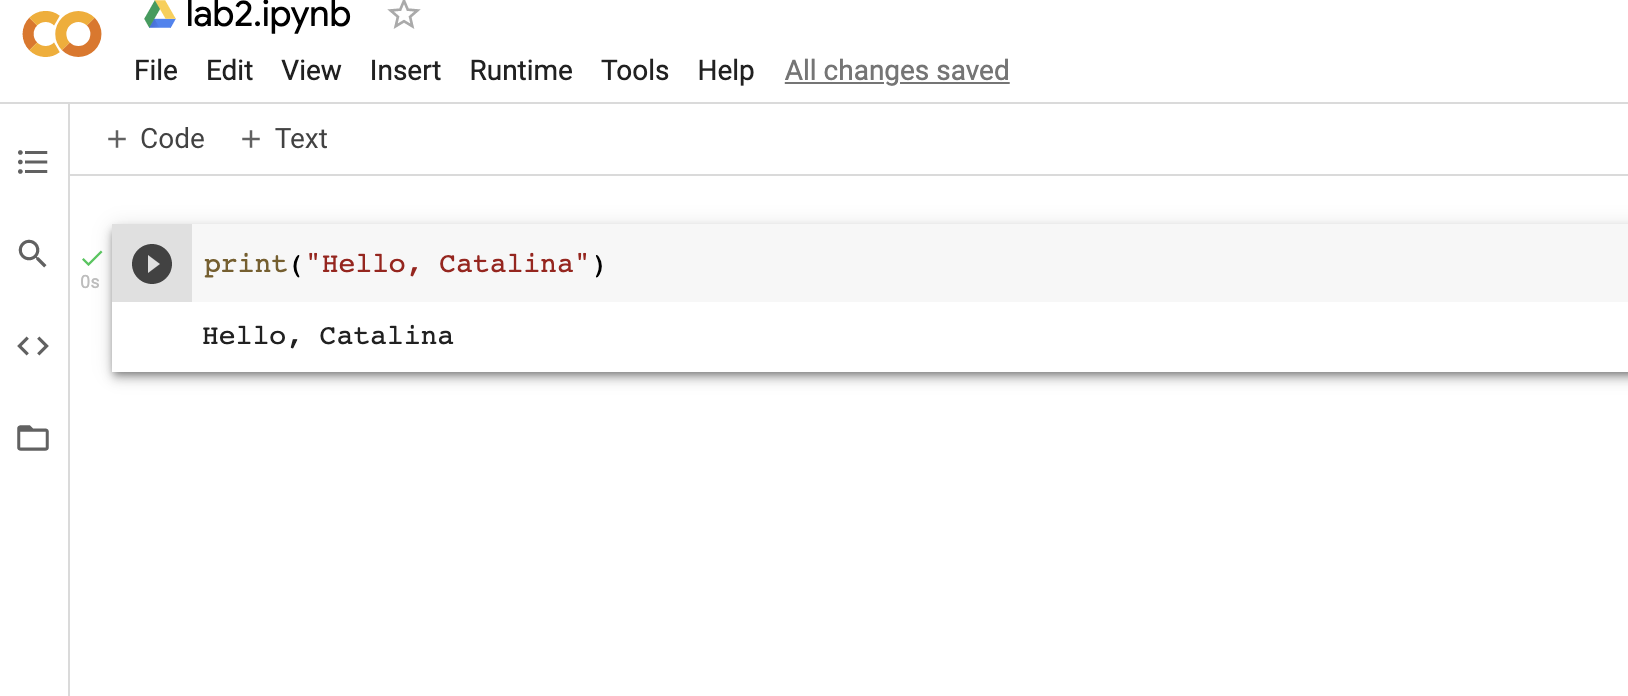 lab2.ipynb
File Edit View Insert Runtime Tools Help All changes saved
+ Code + Text
print("Hello, Catalina")
0s
Hello, Catalina